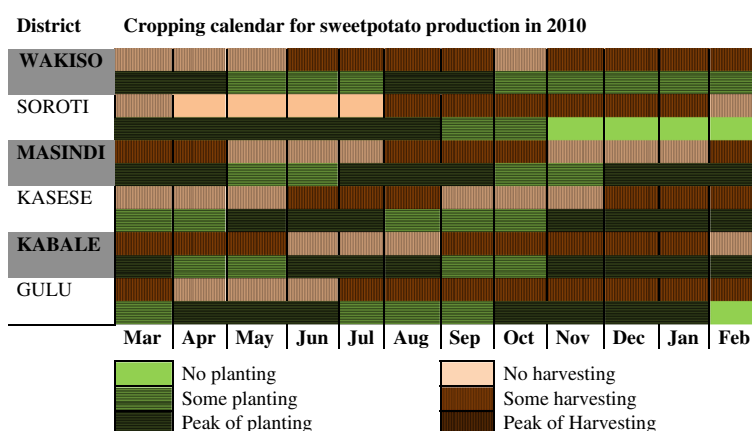 District Cropping calendar for sweetpotato production in 2010
WAKISO
SOROTI
MASINDI
KASESE
KABALE
GULU
Mar Apr May Jun Jul Aug Sep Oct Nov Dec Jan Feb
No planting No harvesting
Some planting Some harvesting
Peak of planting Peak of Harvesting